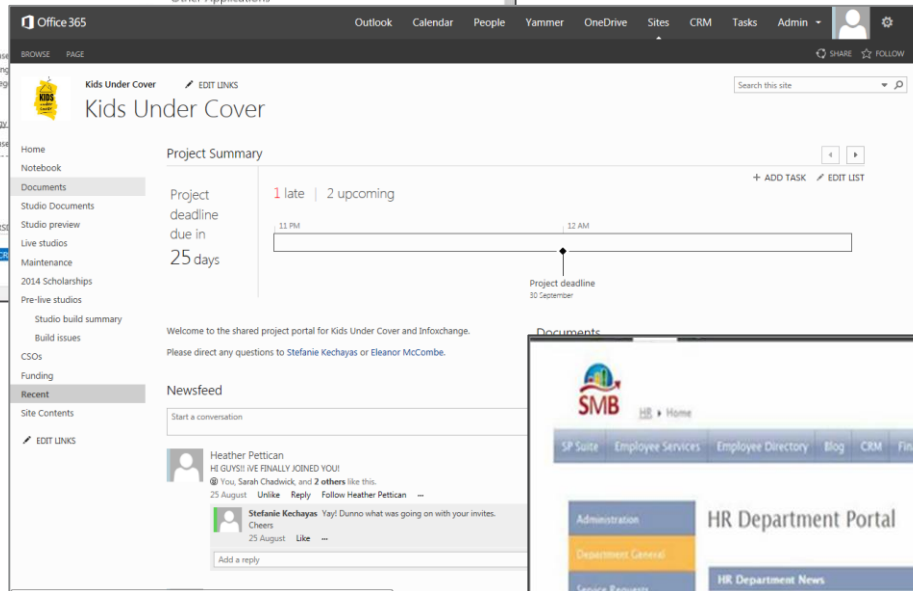 Other Applications
Office 365
Outlook Calendar People Yammer OneDrive Sites CRM Tasks Admin
BROWSE PAGE
SHARE FOLLOW
KIDS
Kids Under Cover EDIT LINKS
Kids Under Cover
Search this site
Home
Notebook
Documents
Studio Documents
Studio preview
Live studios
Maintenance
2014 Scholarships
Pre-live studios
Studio build summary
Build issues
CSOs
Funding
Recent
Site Contents
EDIT LINKS
Project Summary
+ ADD TASK EDIT LIST
Project
deadline
due in
25 days
1 late | 2 upcoming
11 PM 12 AM
Project deadline
30 September
Welcome to the shared project portal for Kids Under Cover and Infoxchange.
Please direct any questions to Stefanie Kechayas or Eleanor McCombe.
Documents
Newsfeed
Start a conversation
Heather Pettican
HI GUYS!! iVE FINALLY JOINED YOU!
You, Sarah Chadwick, and 2 others like this.
25 August Unlike Reply Follow Heather Pettican ...
Stefanie Kechayas Yay! Dunno what was going on with your invites.
Cheers
25 August Like ...
Add a reply
SMB
HR Home
SP Suite Employee Services Employee Directory Blog CRM Fin
Administration
Department General
Service Requests
HR Department Portal
HR Department News